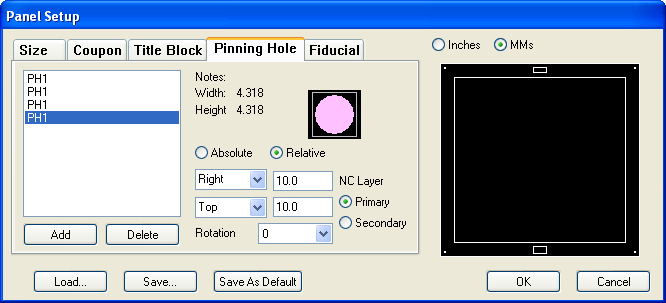 Panel Setup
Size Coupon Title Block Pinning Hole Fiducial
Inches MMs
PH1
PH1
PH1
PH1
Notes:
Width: 4.318
Height 4.318
Absolute Relative
Right 10.0 NC Layer
Primary
Top 10.0
Secondary
Rotation 0
Add Delete
Load... Save... Save As Default OK Cancel